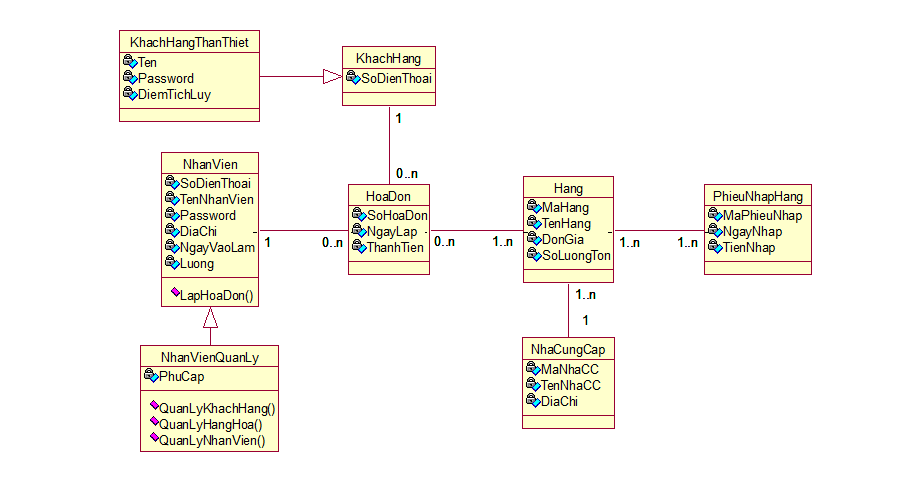 KhachHangThanThiet
Ten
Password
DiemTichLuy
KhachHang
SoDienThoai
1
0..n
NhanVien
SoDienThoai
TenNhanVien
Password
DiaChi
NgayVaoLam
Luong
LapHoaDon()
1
0..n
HoaDon
SoHoaDon
NgayLap
ThanhTien
0..n
1..n
Hang
MaHang
TenHang
DonGia
SoLuongTon
1..n
1..n
PhieuNhapHang
MaPhieuNhap
NgayNhap
TienNhap
1..n
1
NhanVienQuanLy
PhuCap
QuanLyKhachHang()
QuanLyHangHoa()
QuanLyNhanVien()
NhaCungCap
MaNhaCC
TenNhaCC
DiaChi